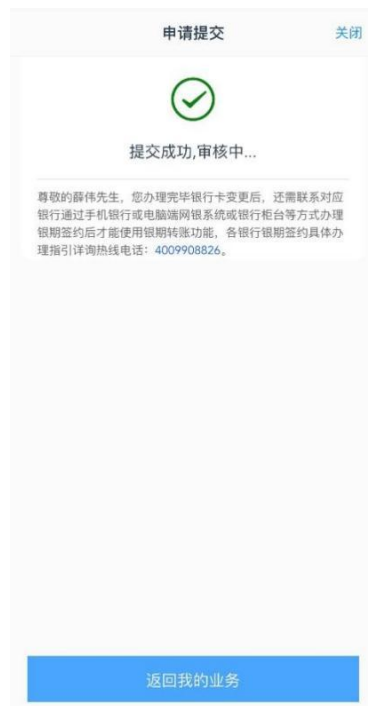 申请提交
关闭
提交成功,审核中...
尊敬的薛伟先生，您办理完毕银行卡变更后，还需联系对应
银行通过手机银行或电脑端网银系统或银行柜台等方式办理
银期签约后才能使用银期转账功能，各银行银期签约具体办
理指引详询热线电话：4009908826。
返回我的业务